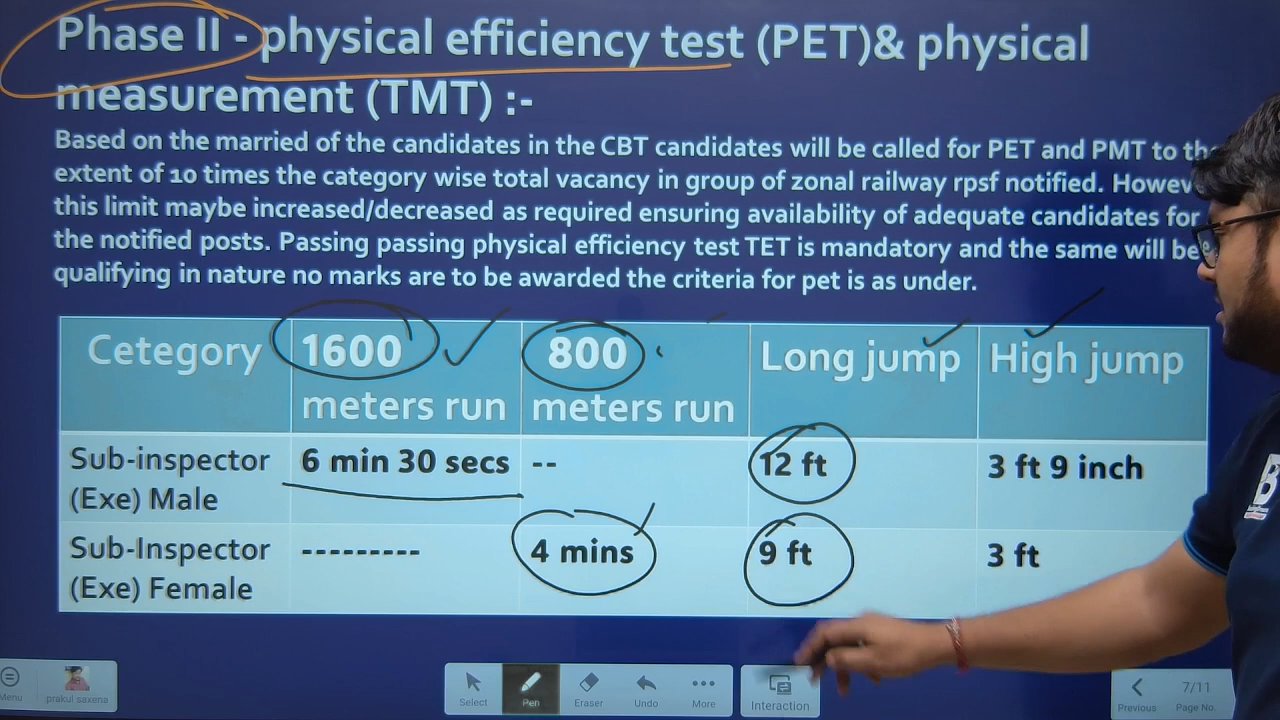 Phase II - physical efficiency test (PET)& physical
measurement (TMT) :-
Based on the married of the candidates in the CBT candidates will be called for PET and PMT to the
extent of 10 times the category wise total vacancy in group of zonal railway rpsf notified. Howev
this limit maybe increased/decreased as required ensuring availability of adequate candidates for
the notified posts. Passing passing physical efficiency test TET is mandatory and the same will be
qualifying in nature no marks are to be awarded the criteria for pet is as under.
Cetegory 1600 meters run 800 meters run Long jump High jump
Sub-inspector (Exe) Male 6 min 30 secs -- 12 ft 3 ft 9 inch
Sub-Inspector (Exe) Female --------- 4 mins 9 ft 3 ft
Menu prakul saxena Select Pen Eraser Undo More Interaction Previous 7/11 Page No.
B